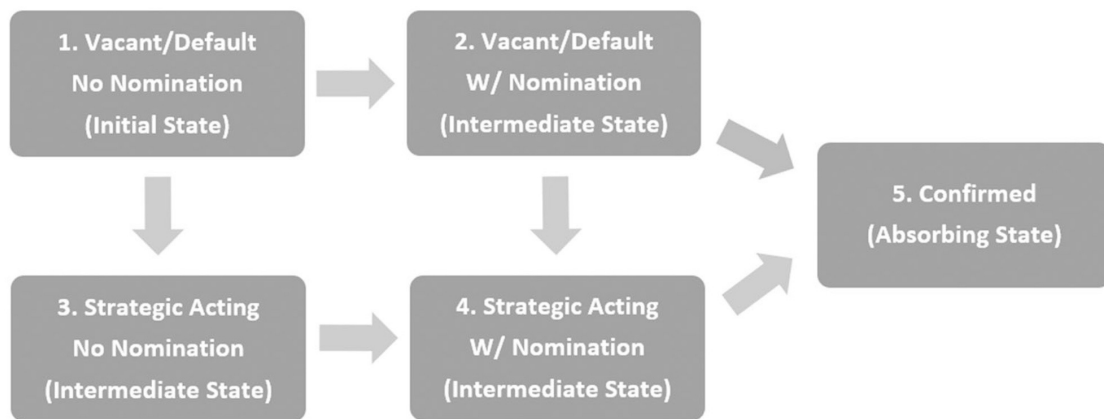 1. Vacant/Default
No Nomination
(Initial State)
2. Vacant/Default
W/ Nomination
(Intermediate State)
3. Strategic Acting
No Nomination
(Intermediate State)
4. Strategic Acting
W/ Nomination
(Intermediate State)
5. Confirmed
(Absorbing State)